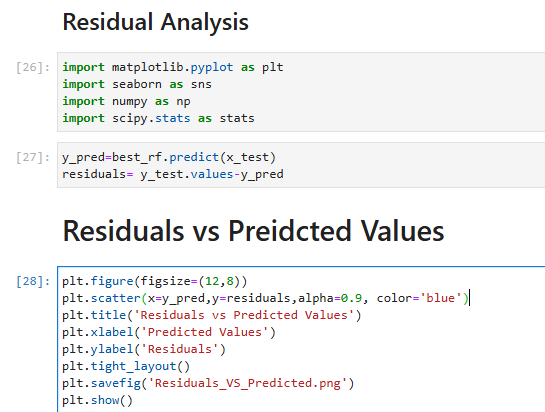 Residual Analysis
[26]: import matplotlib.pyplot as plt
import seaborn as sns
import numpy as np
import scipy.stats as stats
[27]: y_pred=best_rf.predict(x_test)
residuals= y_test.values-y_pred
Residuals vs Preidcted Values
[28]: plt.figure(figsize=(12,8))
plt.scatter(x=y_pred,y=residuals,alpha=0.9, color='blue')
plt.title('Residuals vs Predicted Values')
plt.xlabel('Predicted Values')
plt.ylabel('Residuals')
plt.tight_layout()
plt.savefig('Residuals_VS_Predicted.png')
plt.show()